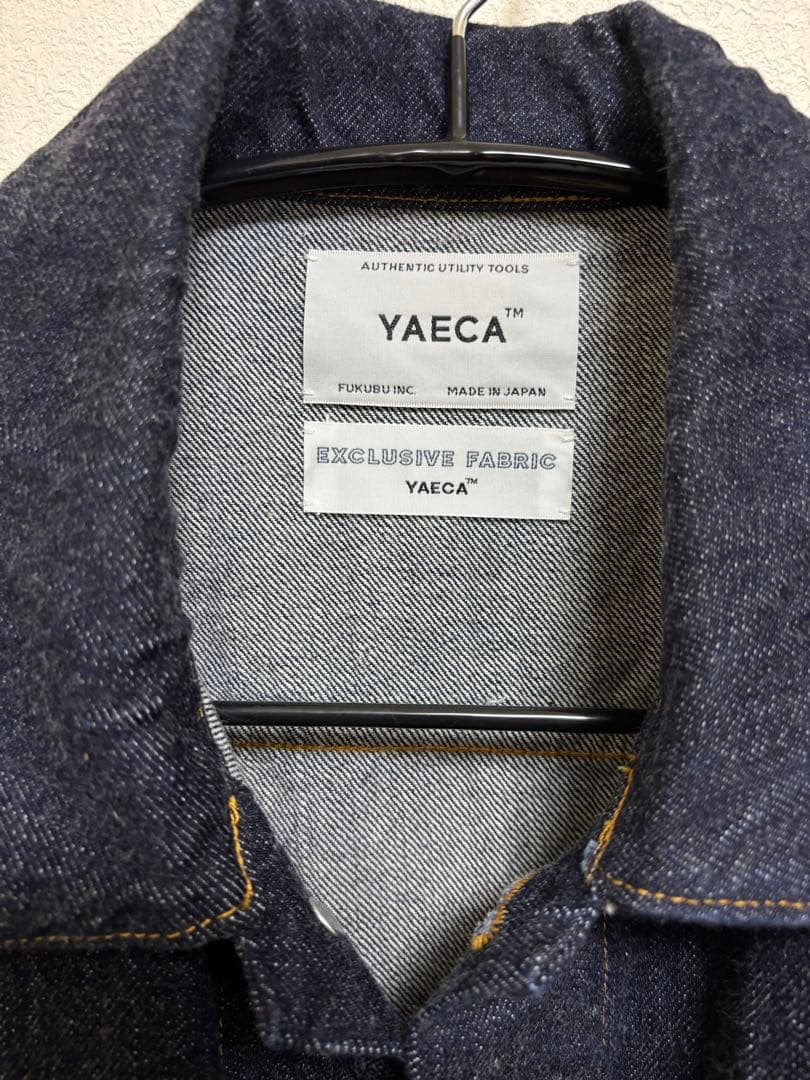 AUTHENTIC UTILITY TOOLS
YAECA™
FUKUBU INC. MADE IN JAPAN
EXCLUSIVE FABRIC
YAECA™